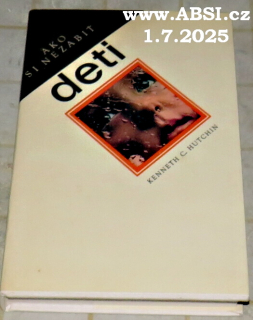 www.ABSI.cz
1.7.2025
AKO
SI NEZABIŤ
deti
KENNETH C. HUTCHIN